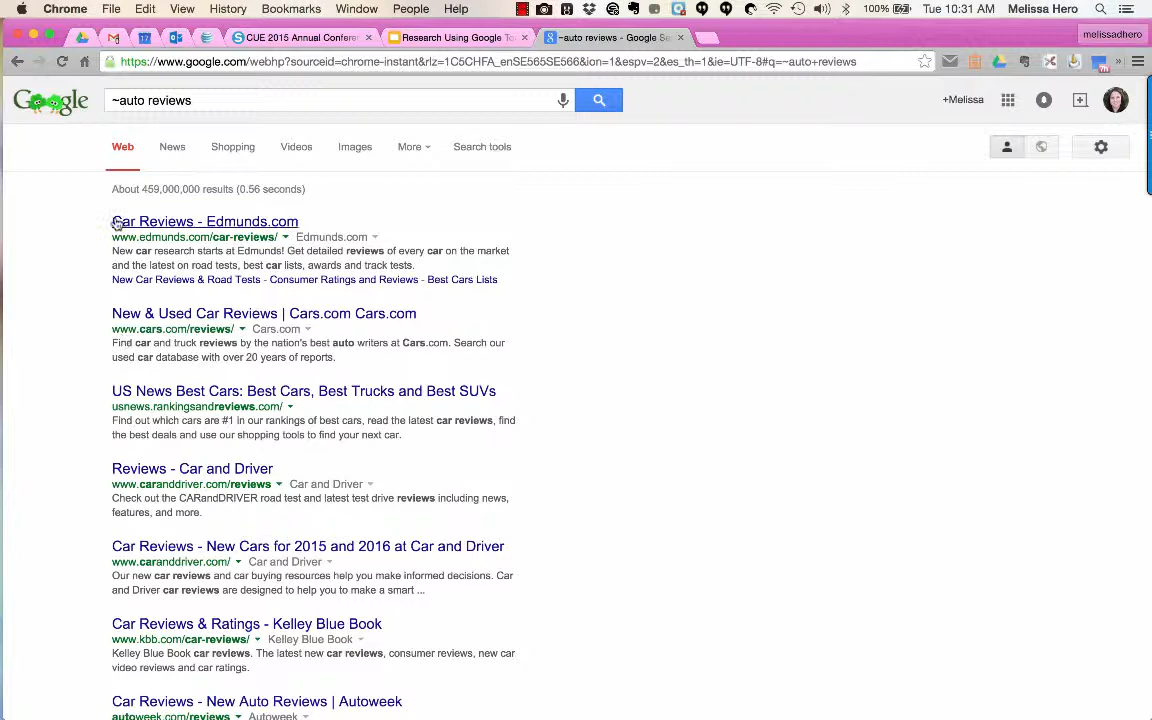 Chrome File Edit View History Bookmarks Window People Help 100% Tue 10:31 AM Melissa Hero
CUE 2015 Annual Conferen Research Using Google To ~auto reviews - Google Se melissadhero
https://www.google.com/webhp?sourceid=chrome-instant&rlz=1C5CHFA_enSE565SE566&ion=1&espv=2&es_th=1&ie=UTF-8#q=~auto+reviews
Google ~auto reviews +Melissa
Web News Shopping Videos Images More Search tools
About 459,000,000 results (0.56 seconds)
Car Reviews - Edmunds.com
www.edmunds.com/car-reviews/ Edmunds.com
New car research starts at Edmunds! Get detailed reviews of every car on the market
and the latest on road tests, best car lists, awards and track tests.
New Car Reviews & Road Tests - Consumer Ratings and Reviews - Best Cars Lists
New & Used Car Reviews | Cars.com Cars.com
www.cars.com/reviews/ Cars.com
Find car and truck reviews by the nation's best auto writers at Cars.com. Search our
used car database with over 20 years of reports.
US News Best Cars: Best Cars, Best Trucks and Best SUVs
usnews.rankingsandreviews.com/
Find out which cars are #1 in our rankings of best cars, read the latest car reviews, find
the best deals and use our shopping tools to find your next car.
Reviews - Car and Driver
www.caranddriver.com/reviews Car and Driver
Check out the CARandDRIVER road test and latest test drive reviews including news,
features, and more.
Car Reviews - New Cars for 2015 and 2016 at Car and Driver
www.caranddriver.com/ Car and Driver
Our new car reviews and car buying resources help you make informed decisions. Car
and Driver car reviews are designed to help you to make a smart ...
Car Reviews & Ratings - Kelley Blue Book
www.kbb.com/car-reviews/ Kelley Blue Book
Kelley Blue Book car reviews. The latest new car reviews, consumer reviews, new car
video reviews and car ratings.
Car Reviews - New Auto Reviews | Autoweek
autoweek.com/reviews Autoweek